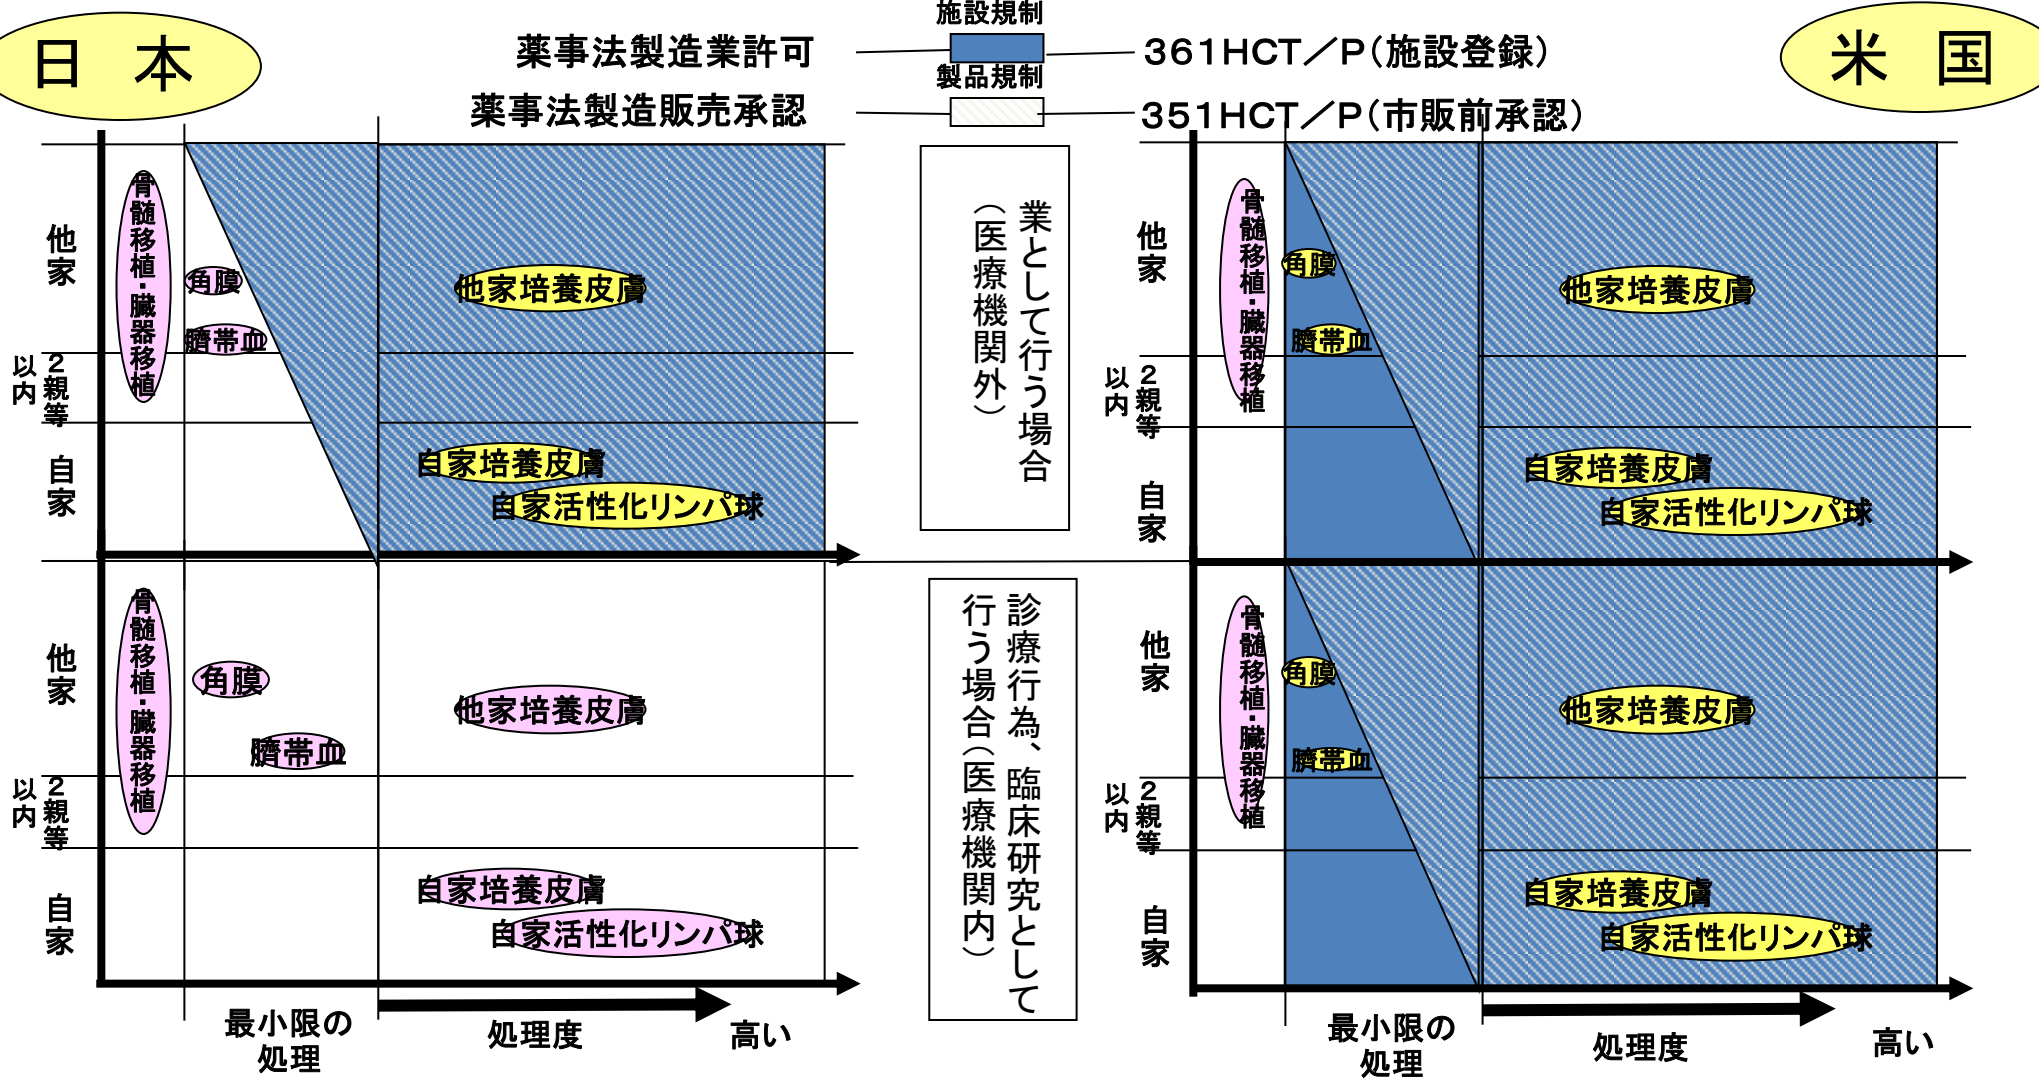 日 本
米 国
施設規制
薬事法製造業許可
361HCT／P（施設登録）
製品規制
薬事法製造販売承認
351HCT／P（市販前承認）
他家
２親等以内
自家
骨髄移植・臓器移植
角膜
臍帯血
他家培養皮膚
自家培養皮膚
自家活性化リンパ球
業として行う場合
（医療機関外）
他家
２親等以内
自家
骨髄移植・臓器移植
角膜
臍帯血
他家培養皮膚
自家培養皮膚
自家活性化リンパ球
他家
２親等以内
自家
骨髄移植・臓器移植
角膜
臍帯血
他家培養皮膚
自家培養皮膚
自家活性化リンパ球
診療行為、臨床研究として
行う場合（医療機関内）
他家
２親等以内
自家
骨髄移植・臓器移植
角膜
臍帯血
他家培養皮膚
自家培養皮膚
自家活性化リンパ球
最小限の
処理
処理度
高い
最小限の
処理
処理度
高い